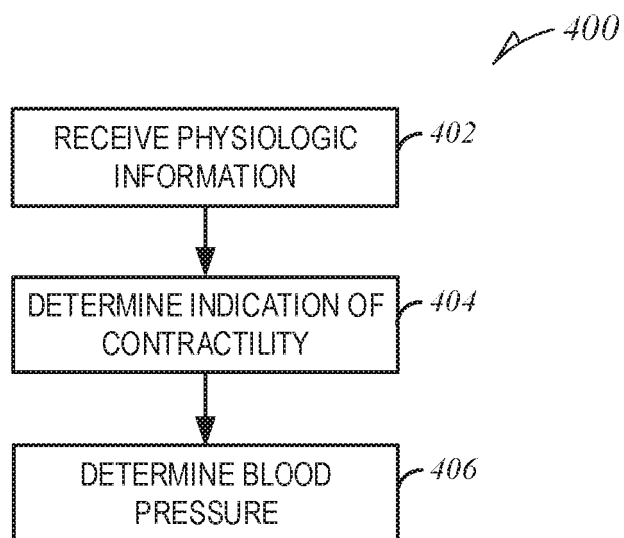 400
RECEIVE PHYSIOLOGIC
INFORMATION
402
DETERMINE INDICATION OF
CONTRACTILITY
404
DETERMINE BLOOD
PRESSURE
406